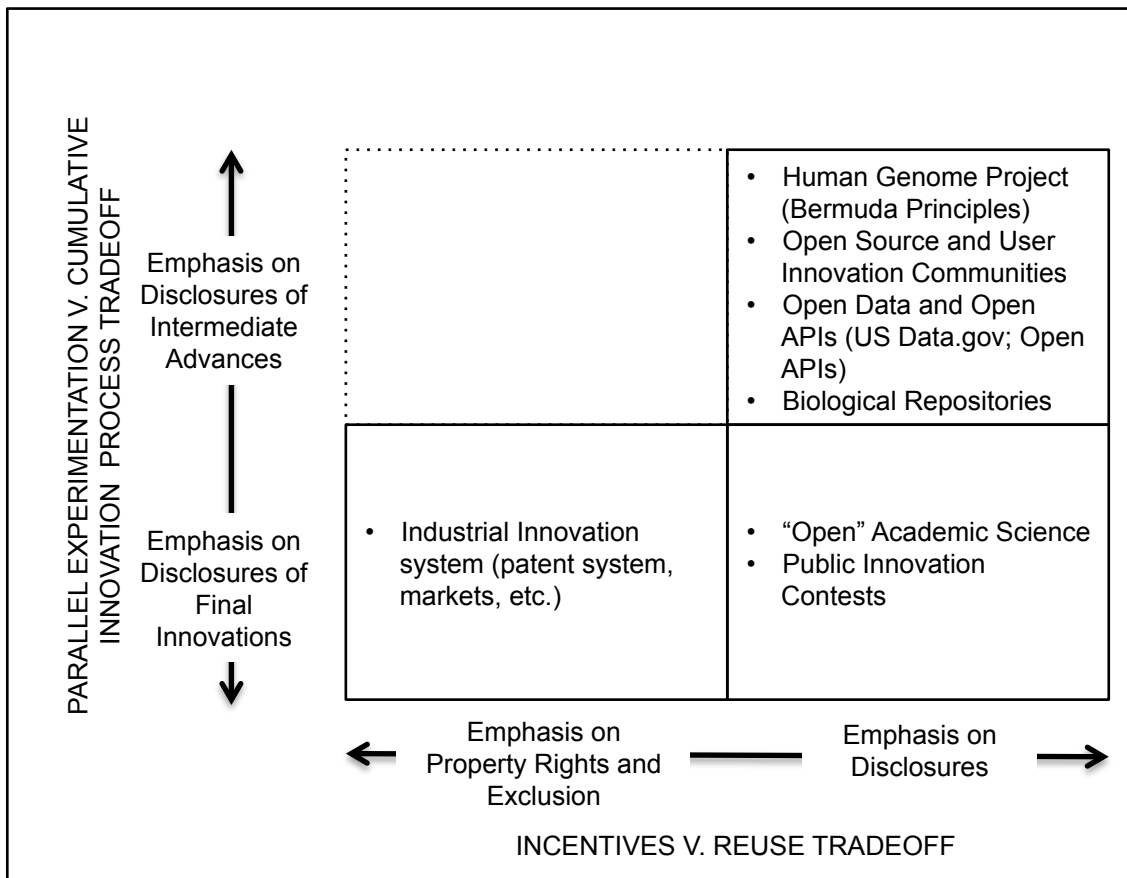 PARALLEL EXPERIMENTATION V. CUMULATIVE
INNOVATION PROCESS TRADEOFF
Emphasis on
Disclosures of
Intermediate
Advances
Emphasis on
Disclosures of
Final
Innovations
• Human Genome Project
(Bermuda Principles)
• Open Source and User
Innovation Communities
• Open Data and Open
APIs (US Data.gov; Open
APIs)
• Biological Repositories
• Industrial Innovation
system (patent system,
markets, etc.)
• “Open” Academic Science
• Public Innovation
Contests
Emphasis on
Property Rights and
Exclusion
Emphasis on
Disclosures
INCENTIVES V. REUSE TRADEOFF